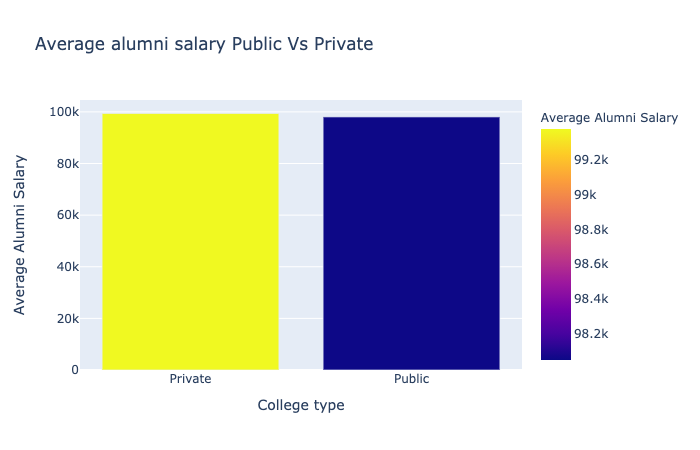 Average alumni salary Public Vs Private
Average Alumni Salary
100k
80k
60k
40k
20k
0
Private
Public
College type
Average Alumni Salary
99.2k
99k
98.8k
98.6k
98.4k
98.2k